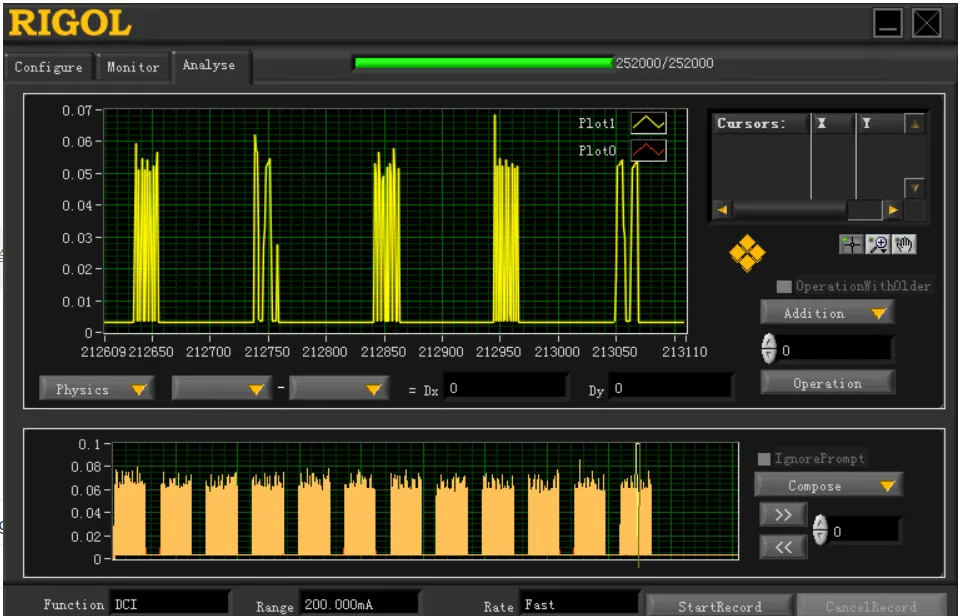 RIGOL
Configure Monitor Analyse 252000/252000
0.07
0.06
0.05
0.04
0.03
0.02
0.01
0
212609 212650 212700 212750 212800 212850 212900 212950 213000 213050 213110
Plot1
Plot0
Cursors: X Y
OperationWithOlder
Addition
0
Operation
Physics - = Dx 0 Dy 0
0.1
0.08
0.06
0.04
0.02
0
IgnorePrompt
Compose
>>
<<
0
Function DCI Range 200.000mA Rate Fast StartRecord CancelRecord